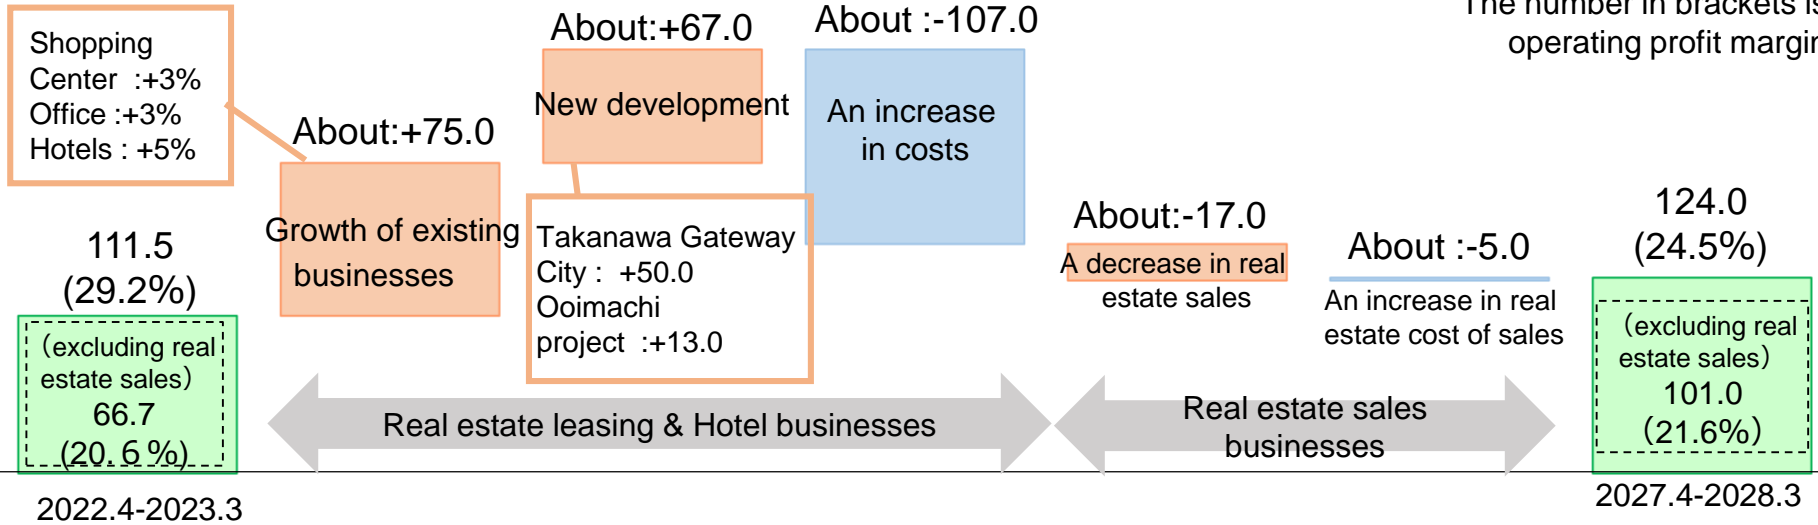 The number in brackets is
operating profit margin
Shopping
Center :+3%
Office :+3%
Hotels : +5%
About:+75.0
Growth of existing
businesses
About:+67.0
New development
Takanawa Gateway
City : +50.0
Ooimachi
project :+13.0
About :-107.0
An increase
in costs
About:-17.0
A decrease in real
estate sales
About :-5.0
An increase in real
estate cost of sales
111.5
(29.2%)
（excluding real
estate sales）
66.7
(20.6%)
124.0
(24.5%)
（excluding real
estate sales）
101.0
（21.6%）
Real estate leasing & Hotel businesses
Real estate sales
businesses
2022.4-2023.3
2027.4-2028.3